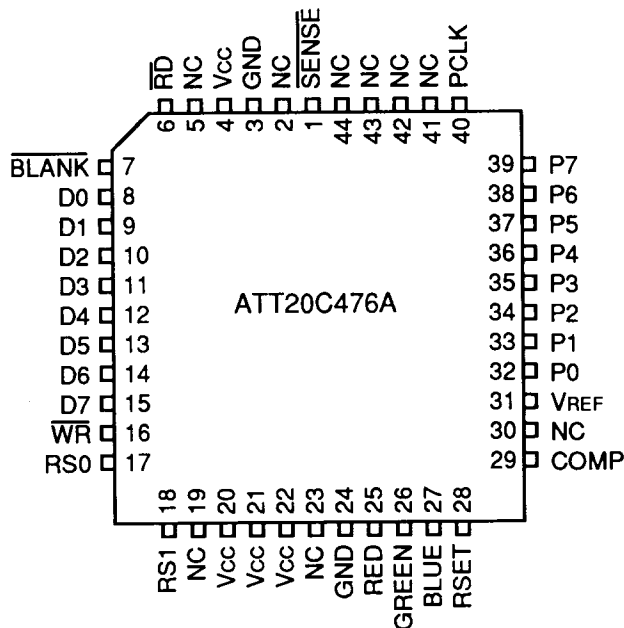 R̅D̅ NC Vcc GND NC S̅E̅N̅S̅E̅ NC NC NC NC PCLK
6 5 4 3 2 1 44 43 42 41 40
B̅L̅A̅N̅K̅ 7
D0 8
D1 9
D2 10
D3 11
D4 12
D5 13
D6 14
D7 15
W̅R̅ 16
RS0 17
ATT20C476A
39 P7
38 P6
37 P5
36 P4
35 P3
34 P2
33 P1
32 P0
31 VREF
30 NC
29 COMP
18 19 20 21 22 23 24 25 26 27 28
RS1 NC Vcc Vcc Vcc NC GND RED GREEN BLUE RSET